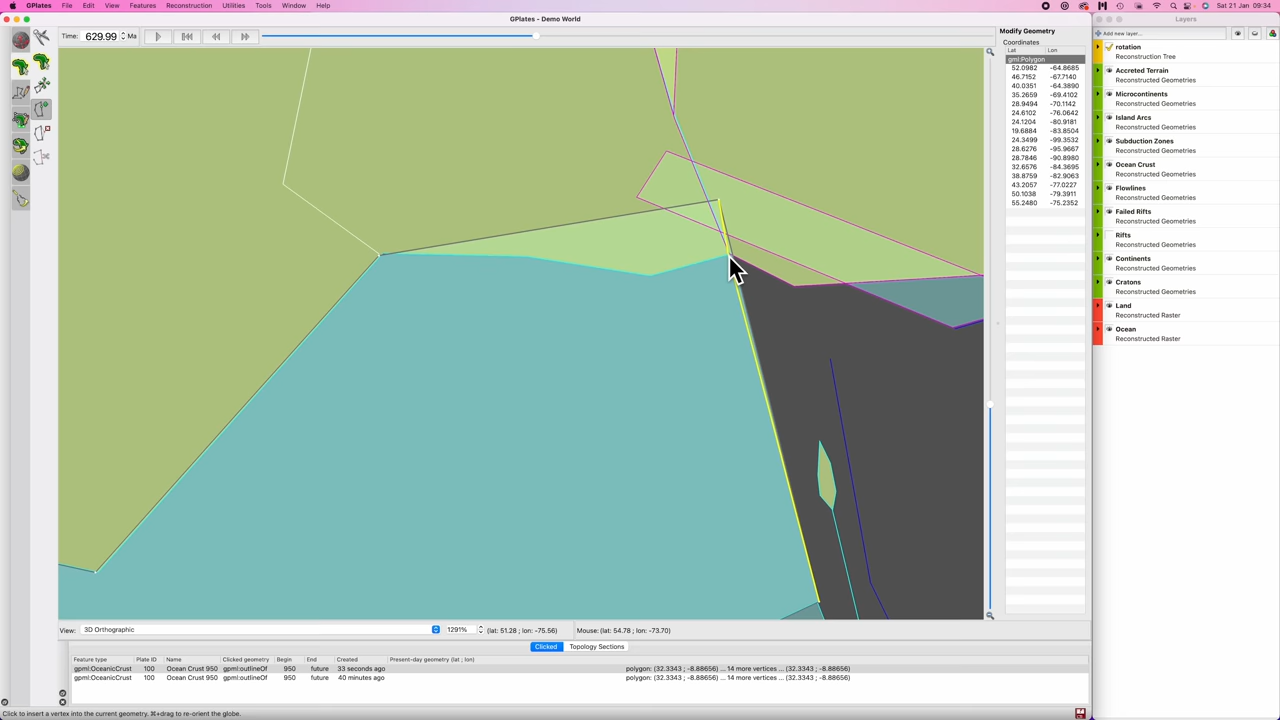 GPlates File Edit View Features Reconstruction Utilities Tools Window Help
Sat 21 Jan 09:34
GPlates - Demo World
Layers
Time: 629.99 Ma
Modify Geometry
Coordinates
Lat Lon
gml:Polygon
52.0982 -64.8685
46.7152 -67.7140
40.0351 -64.3890
35.2659 -69.4102
28.9494 -70.1142
24.6102 -76.0642
24.1204 -80.9181
19.6884 -83.8504
24.3499 -99.3532
28.6276 -95.9667
28.7846 -90.8980
32.6576 -84.3695
38.8759 -82.9063
43.2057 -77.0227
50.1038 -79.3911
55.2480 -75.2352
Add new layer...
rotation
Reconstruction Tree
Accreted Terrain
Reconstructed Geometries
Microcontinents
Reconstructed Geometries
Island Arcs
Reconstructed Geometries
Subduction Zones
Reconstructed Geometries
Ocean Crust
Reconstructed Geometries
Flowlines
Reconstructed Geometries
Failed Rifts
Reconstructed Geometries
Rifts
Reconstructed Geometries
Continents
Reconstructed Geometries
Cratons
Reconstructed Geometries
Land
Reconstructed Raster
Ocean
Reconstructed Raster
View: 3D Orthographic 1291% (lat: 51.28 ; lon: -75.56) Mouse: (lat: 54.78 ; lon: -73.70)
Clicked Topology Sections
Feature type Plate ID Name Clicked geometry Begin End Created Present-day geometry (lat ; lon)
gpml:OceanicCrust 100 Ocean Crust 950 gpml:outlineOf 950 future 33 seconds ago polygon: (32.3343 ; -8.88656) ... 14 more vertices ... (32.3343 ; -8.88656)
gpml:OceanicCrust 100 Ocean Crust 950 gpml:outlineOf 950 future 40 minutes ago polygon: (32.3343 ; -8.88656) ... 14 more vertices ... (32.3343 ; -8.88656)
Click to insert a vertex into the current geometry. ⌘+drag to re-orient the globe.